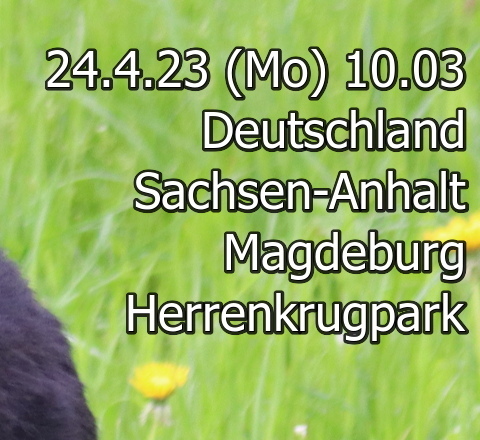 24.4.23 (Mo) 10.03
Deutschland
Sachsen-Anhalt
Magdeburg
Herrenkrugpark